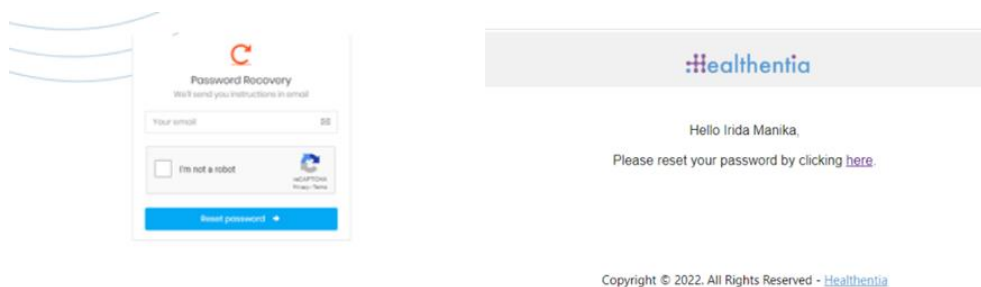 Password Recovery
We'll send you instructions in email
Your email
I'm not a robot
reCAPTCHA
Privacy - Terms
Reset password
Healthentia
Hello Irida Manika,
Please reset your password by clicking here.
Copyright © 2022. All Rights Reserved - Healthentia